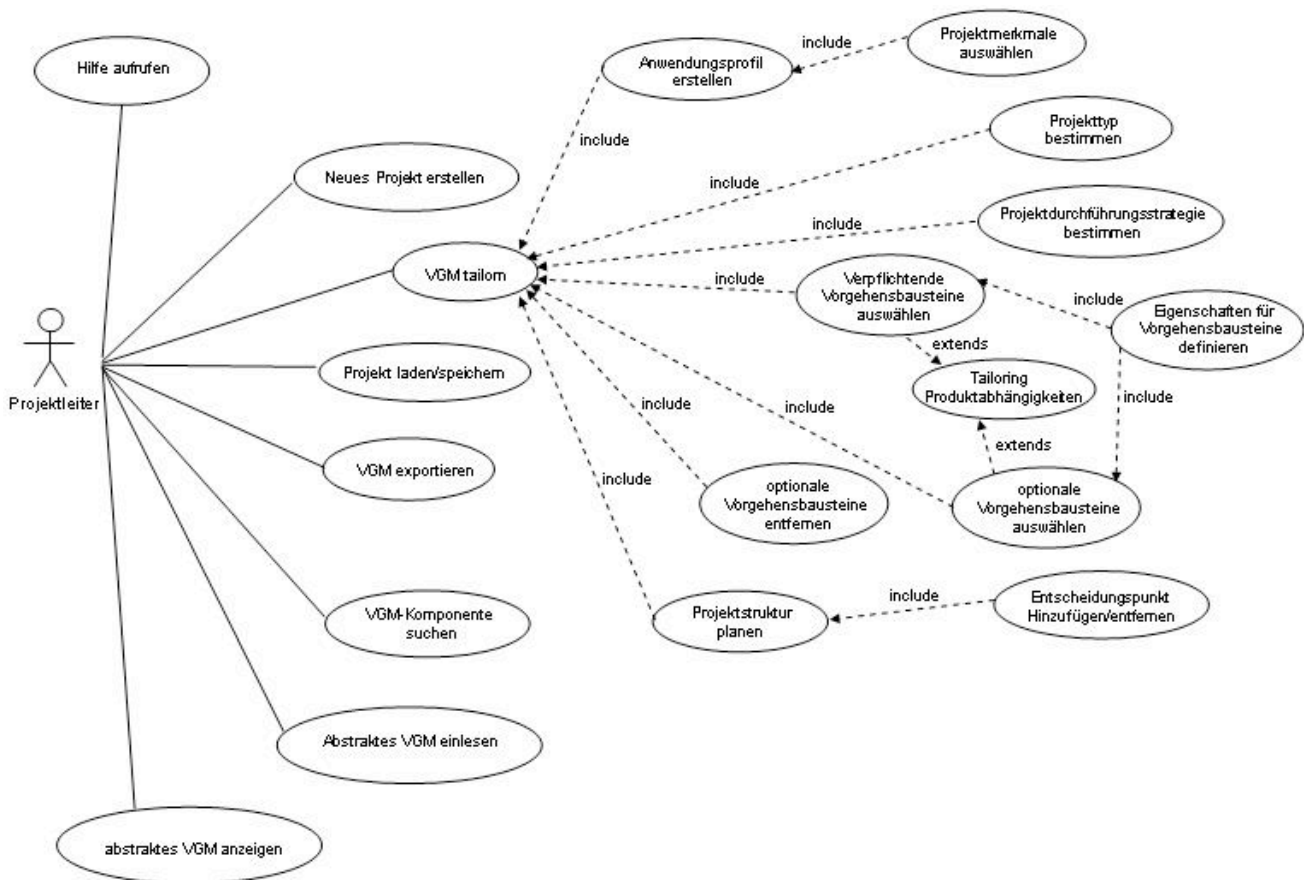 Hilfe aufrufen
Neues Projekt erstellen
VGM tailorn
Projektleiter
Projekt laden/speichern
VGM exportieren
VGM-Komponente
suchen
Abstraktes VGM einlesen
abstraktes VGM anzeigen
Anwendungsprofil
erstellen
include
Projektmerkmale
auswählen
include
Projekttyp
bestimmen
include
Projektdurchführungsstrategie
bestimmen
include
include
Verpflichtende
Vorgehensbausteine
auswählen
include
Eigenschaften für
Vorgehensbausteine
definieren
extends
Tailoring
Produktabhängigkeiten
include
include
include
extends
include
optionale
Vorgehensbausteine
entfernen
optionale
Vorgehensbausteine
auswählen
Projektstruktur
planen
include
Entscheidungspunkt
Hinzufügen/entfernen